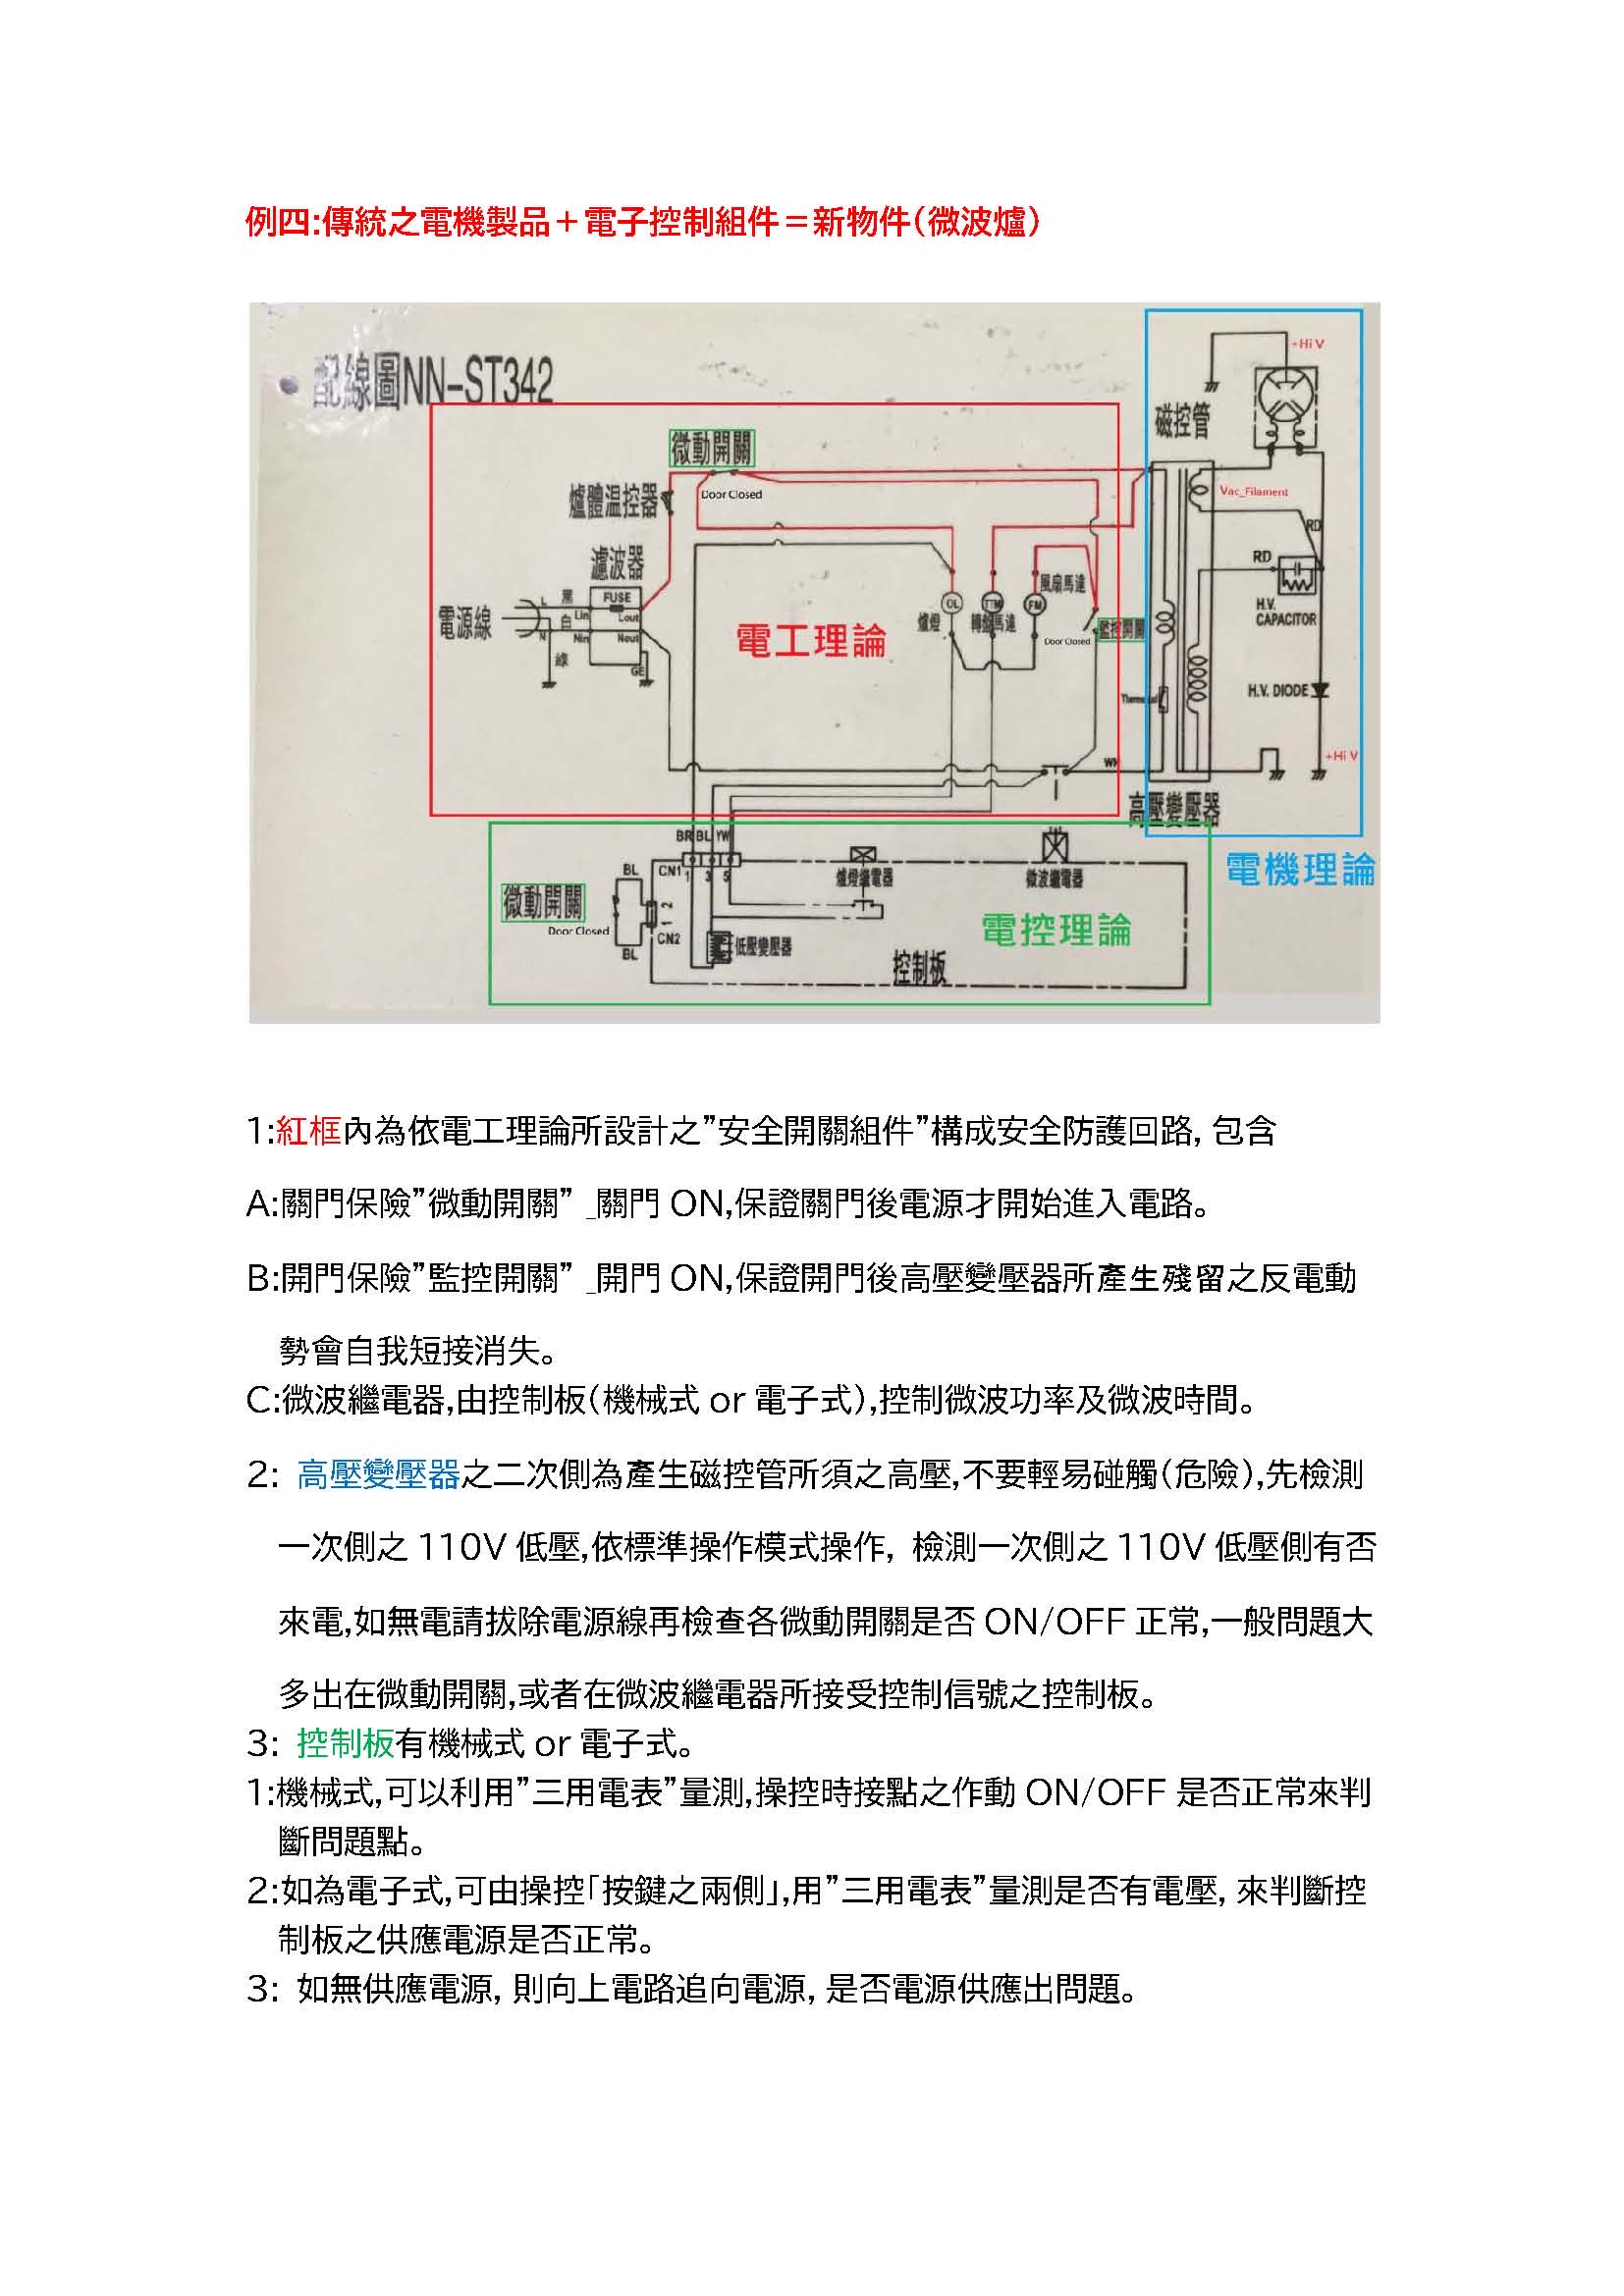 例四:傳統之電機製品＋電子控制組件＝新物件(微波爐)
配線圖NN-ST342
+Hi V
磁控管
微動開關
Door Closed
爐體溫控器
Vac_Filament
RD
濾波器
RD
風扇馬達
黑
FUSE
L
Lin
Lout
OL
TTM
FM
H.V.
CAPACITOR
電源線
白
爐燈
轉盤馬達
監控開關
N
Nin
Nout
電工理論
Door Closed
綠
GE
H.V. DIODE
+Hi V
高壓變壓器
BR BL YW
電機理論
BL
CN1
1
3
5
爐燈繼電器
微波繼電器
微動開關
2
1
電控理論
Door Closed
CN2
低壓變壓器
BL
控制板
1:紅框內為依電工理論所設計之”安全開關組件”構成安全防護回路, 包含
A:關門保險”微動開關” _關門 ON,保證關門後電源才開始進入電路。
B:開門保險”監控開關” _開門 ON,保證開門後高壓變壓器所產生殘留之反電動
勢會自我短接消失。
C:微波繼電器,由控制板(機械式 or 電子式),控制微波功率及微波時間。
2: 高壓變壓器之二次側為產生磁控管所須之高壓,不要輕易碰觸(危險),先檢測
一次側之 110V 低壓,依標準操作模式操作, 檢測一次側之 110V 低壓側有否
來電,如無電請拔除電源線再檢查各微動開關是否 ON/OFF 正常,一般問題大
多出在微動開關,或者在微波繼電器所接受控制信號之控制板。
3: 控制板有機械式 or 電子式。
1:機械式,可以利用”三用電表”量測,操控時接點之作動 ON/OFF 是否正常來判
斷問題點。
2:如為電子式,可由操控「按鍵之兩側」,用”三用電表”量測是否有電壓, 來判斷控
制板之供應電源是否正常。
3: 如無供應電源, 則向上電路追向電源, 是否電源供應出問題。